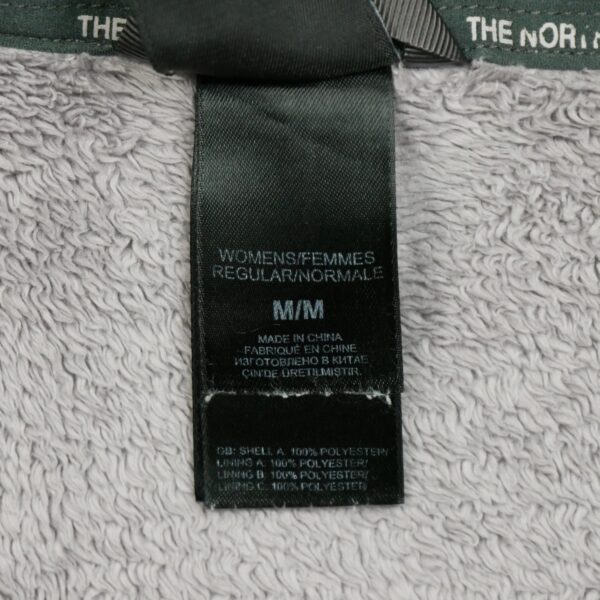 THE
THE NORTH
WOMENS/FEMMES
REGULAR/NORMALE
M/M
MADE IN CHINA
FABRIQUÉ EN CHINE
ИЗГОТОВЛЕНО В КИТАЕ
ÇIN'DE ÜRETILMIŞTIR.
GB: SHELL A: 100% POLYESTER/
LINING A: 100% POLYESTER/
LINING B: 100% POLYESTER/
LINING C: 100% POLYESTER/